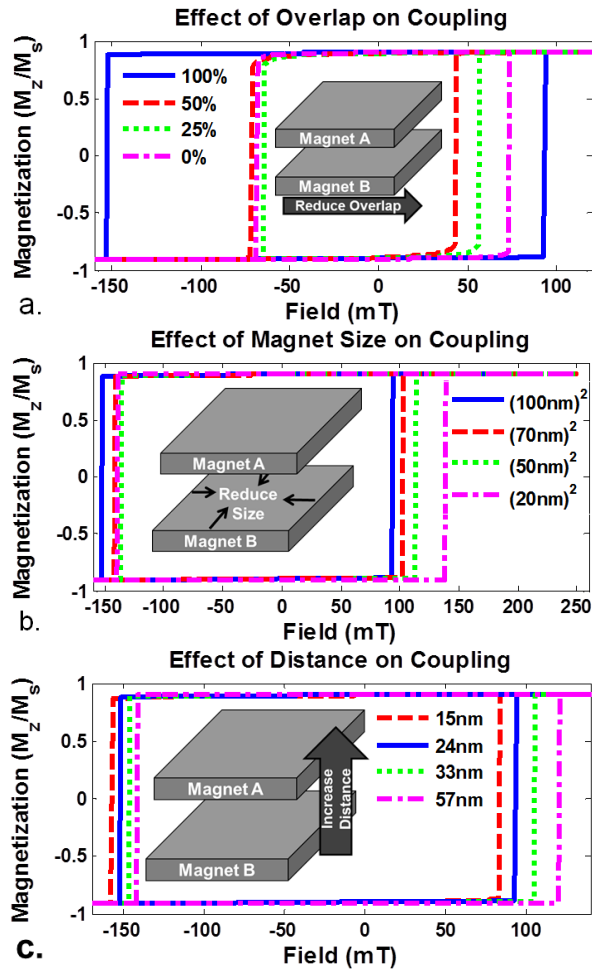 Effect of Overlap on Coupling
Magnetization (Mz/Ms)
1
0.5
0
-0.5
-1
100%
50%
25%
0%
Magnet A
Magnet B
Reduce Overlap
-150 -100 -50 0 50 100
Field (mT)
a.
Effect of Magnet Size on Coupling
Magnetization (Mz/Ms)
1
0.5
0
-0.5
-1
(100nm)²
(70nm)²
(50nm)²
(20nm)²
Magnet A
Reduce
Size
Magnet B
-150 -100 -50 0 50 100 150 200 250
Field (mT)
b.
Effect of Distance on Coupling
Magnetization (Mz/Ms)
1
0.5
0
-0.5
-1
15nm
24nm
33nm
57nm
Magnet A
Increase
Distance
Magnet B
-150 -100 -50 0 50 100
Field (mT)
c.